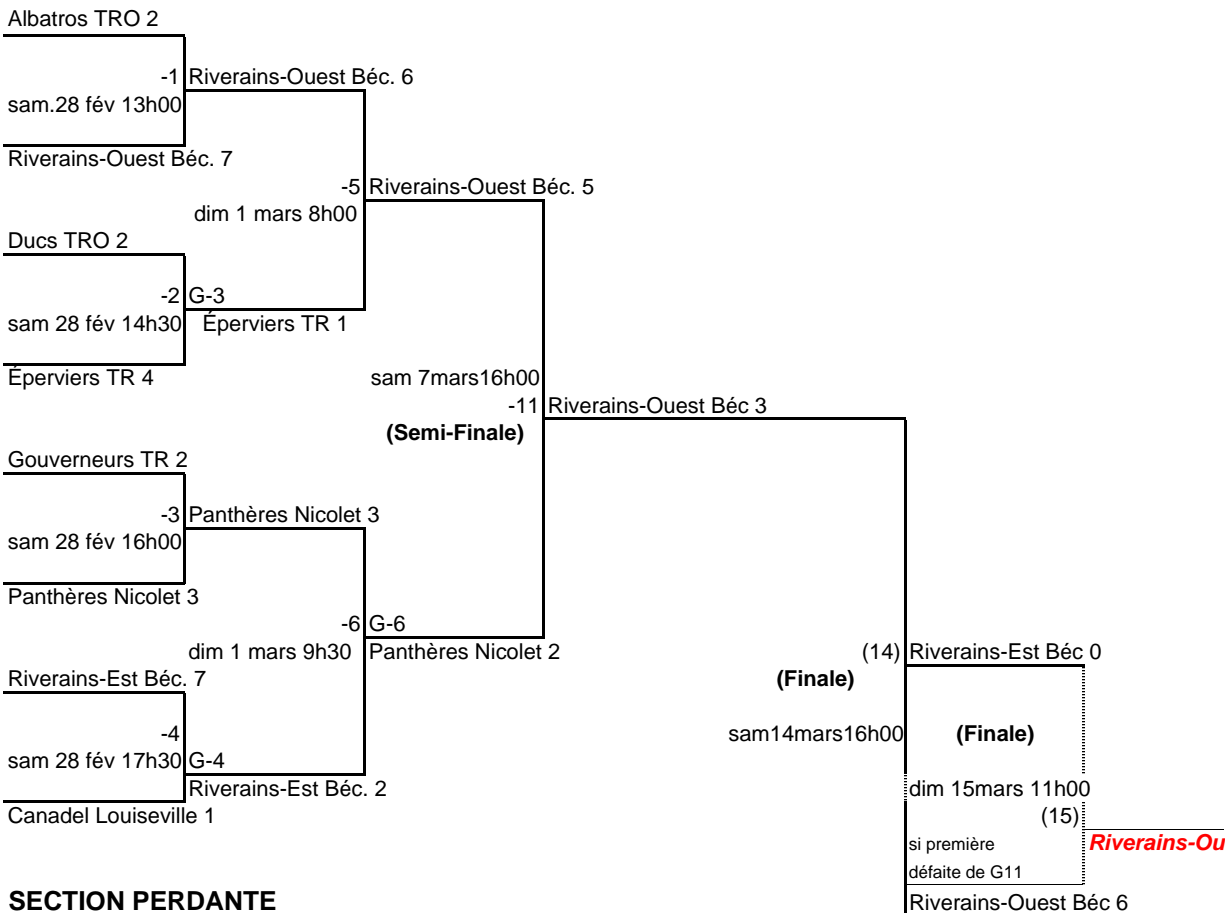 Albatros TRO 2
-1 Riverains-Ouest Béc. 6
sam.28 fév 13h00
Riverains-Ouest Béc. 7
-5 Riverains-Ouest Béc. 5
dim 1 mars 8h00
Ducs TRO 2
-2 G-3
sam 28 fév 14h30 Éperviers TR 1
Éperviers TR 4
sam 7mars16h00
-11 Riverains-Ouest Béc 3
(Semi-Finale)
Gouverneurs TR 2
-3 Panthères Nicolet 3
sam 28 fév 16h00
Panthères Nicolet 3
-6 G-6
dim 1 mars 9h30 Panthères Nicolet 2
(14) Riverains-Est Béc 0
Riverains-Est Béc. 7
(Finale)
-4
sam14mars16h00 (Finale)
sam 28 fév 17h30 G-4
Riverains-Est Béc. 2
dim 15mars 11h00
Canadel Louiseville 1
(15)
si première
Riverains-Ou
défaite de G11
SECTION PERDANTE
Riverains-Ouest Béc 6